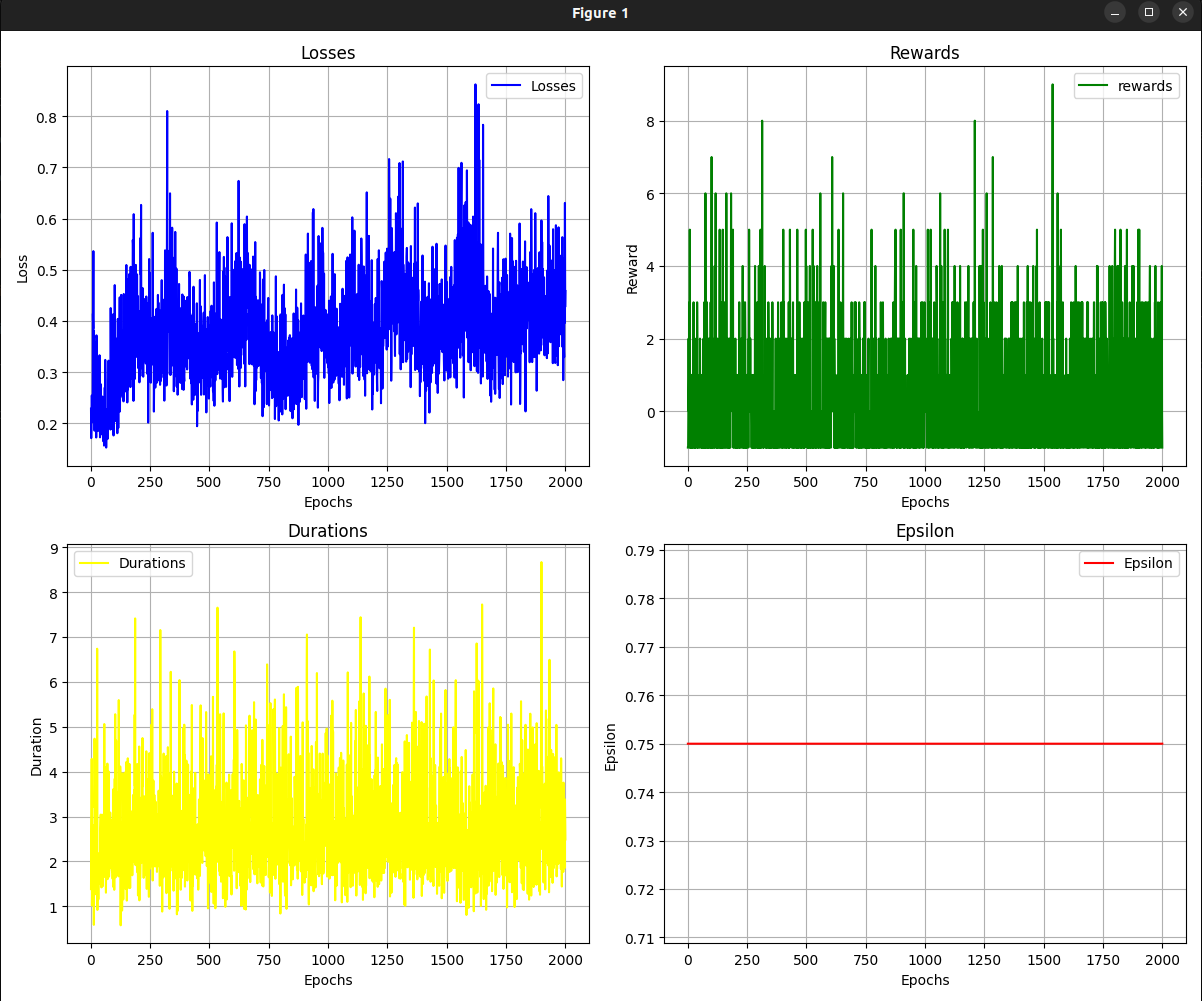 Figure 1
Losses
Losses
Loss
0.8
0.7
0.6
0.5
0.4
0.3
0.2
0 250 500 750 1000 1250 1500 1750 2000
Epochs
Rewards
rewards
Reward
8
6
4
2
0
0 250 500 750 1000 1250 1500 1750 2000
Epochs
Durations
Durations
Duration
9
8
7
6
5
4
3
2
1
0 250 500 750 1000 1250 1500 1750 2000
Epochs
Epsilon
Epsilon
Epsilon
0.79
0.78
0.77
0.76
0.75
0.74
0.73
0.72
0.71
0 250 500 750 1000 1250 1500 1750 2000
Epochs